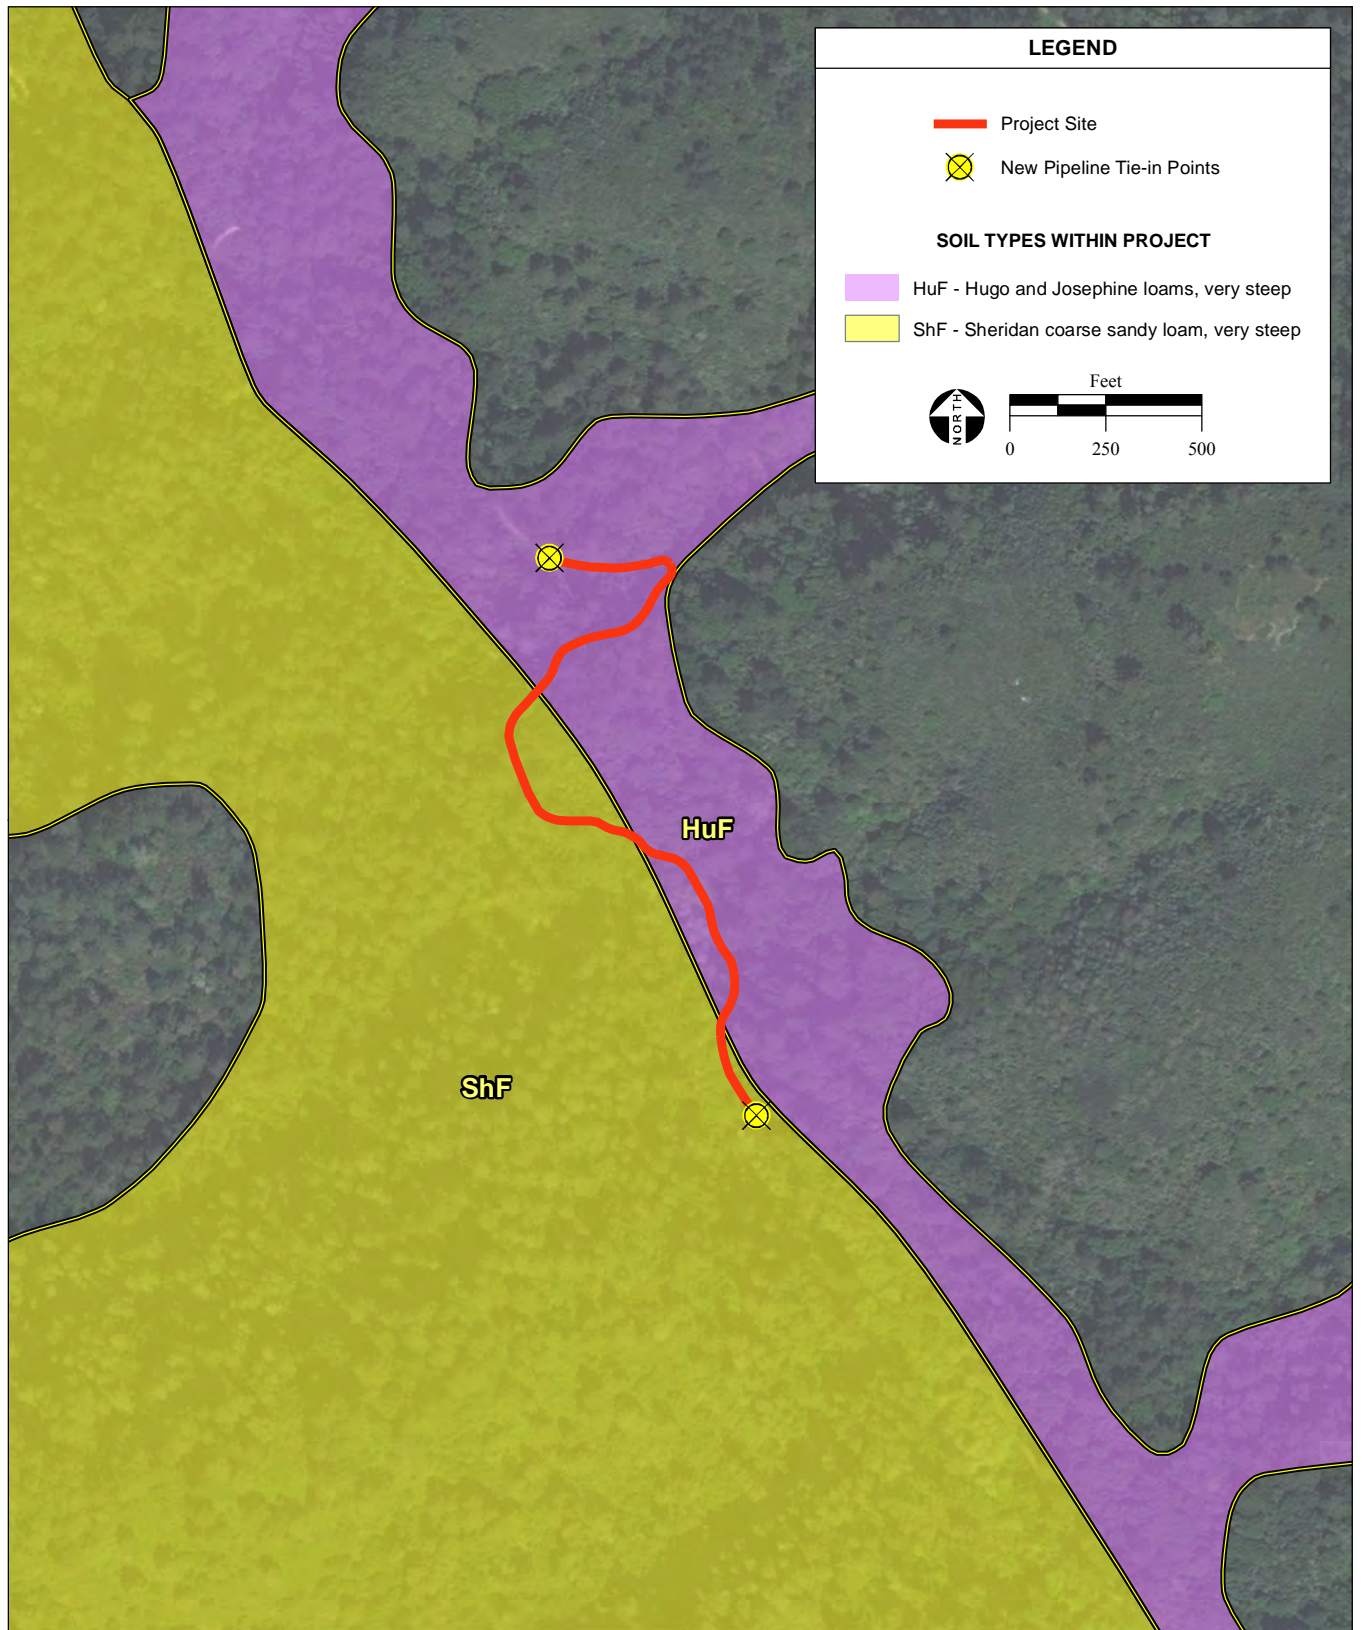 LEGEND
Project Site
New Pipeline Tie-in Points
SOIL TYPES WITHIN PROJECT
HuF - Hugo and Josephine loams, very steep
ShF - Sheridan coarse sandy loam, very steep
NORTH
Feet
0 250 500
HuF
ShF